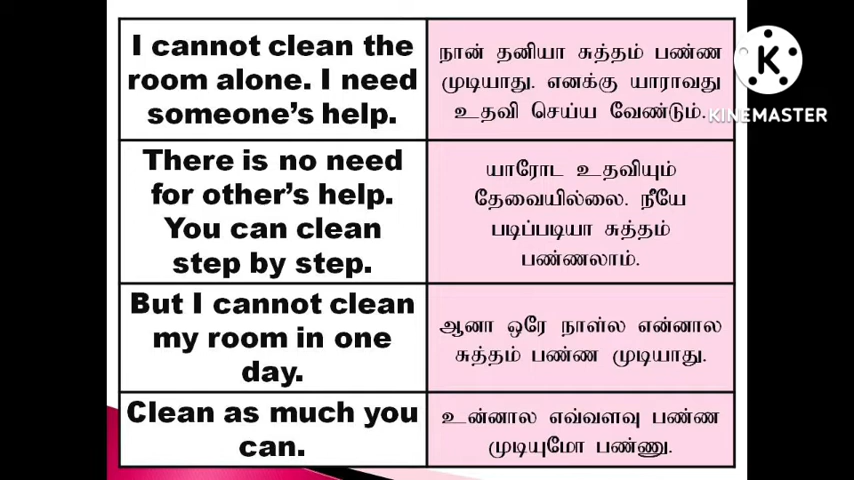 I cannot clean the
room alone. I need
someone's help.
நான் தனியா சுத்தம் பண்ண
முடியாது. எனக்கு யாராவது
உதவி செய்ய வேண்டும்.
K
KINEMASTER
There is no need
for other's help.
You can clean
step by step.
யாரோட உதவியும்
தேவையில்லை. நீயே
படிப்படியா சுத்தம்
பண்ணலாம்.
But I cannot clean
my room in one
day.
ஆனா ஒரே நாள்ல என்னால
சுத்தம் பண்ண முடியாது.
Clean as much you
can.
உன்னால எவ்வளவு பண்ண
முடியுமோ பண்ணு.